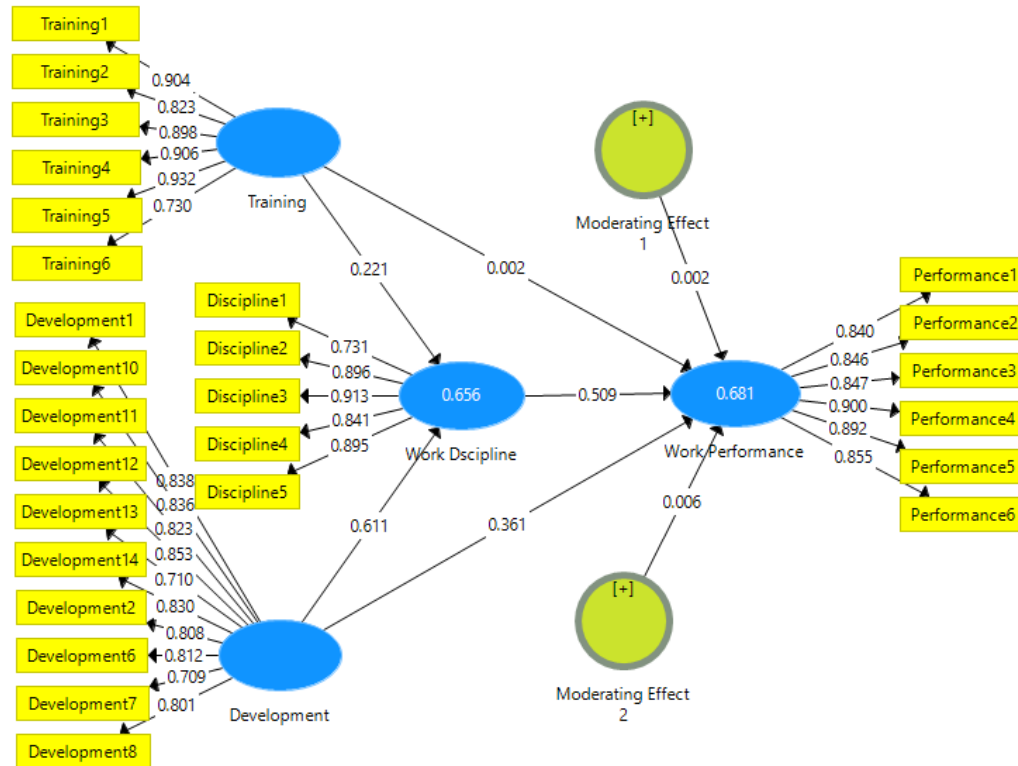 Training1
Training2
Training3
Training4
Training5
Training6
0.904
0.823
0.898
0.906
0.932
0.730
Training
[+]
Moderating Effect
1
0.221
0.002
0.002
Development1
Development10
Development11
Development12
Development13
Development14
Development2
Development6
Development7
Development8
0.838
0.836
0.823
0.853
0.710
0.830
0.808
0.812
0.709
0.801
Development
Discipline1
Discipline2
Discipline3
Discipline4
Discipline5
0.731
0.896
0.913
0.841
0.895
0.656
Work Dscipline
0.509
0.611
0.361
0.006
0.681
Work Performance
0.840
0.846
0.847
0.900
0.892
0.855
Performance1
Performance2
Performance3
Performance4
Performance5
Performance6
[+]
Moderating Effect
2